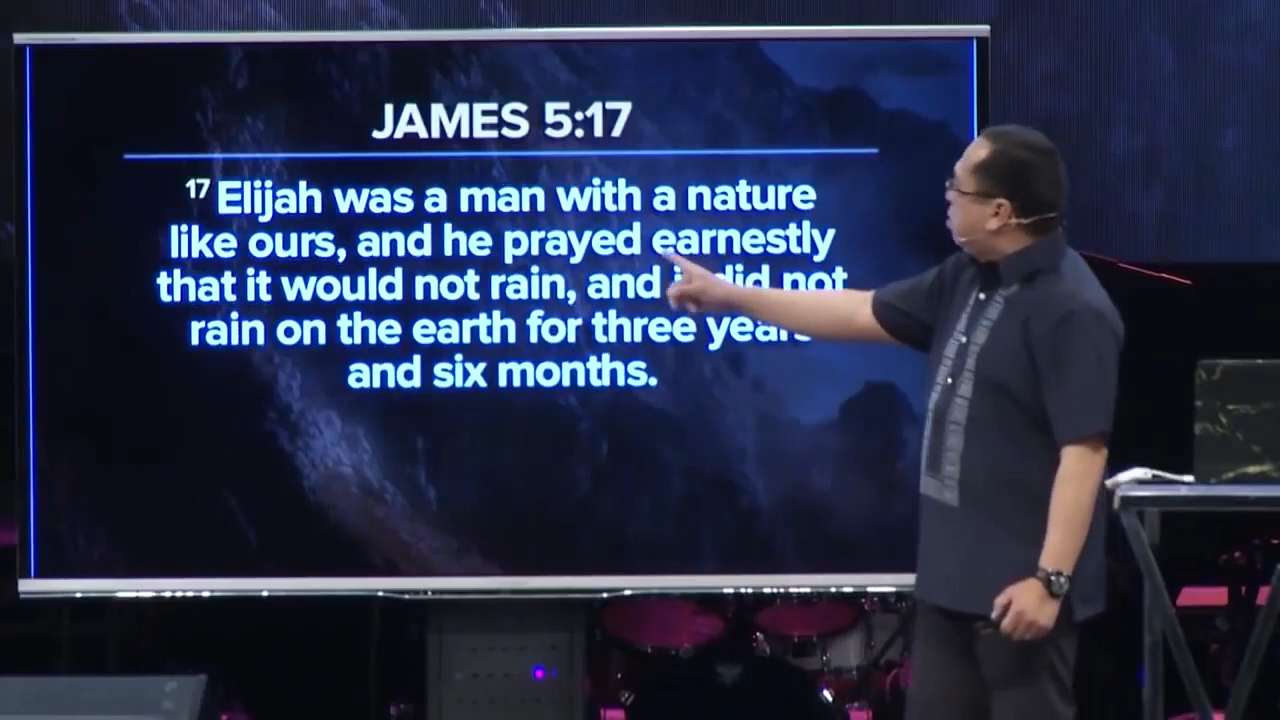 JAMES 5:17
17 Elijah was a man with a nature
like ours, and he prayed earnestly
that it would not rain, and did not
rain on the earth for three years
and six months.